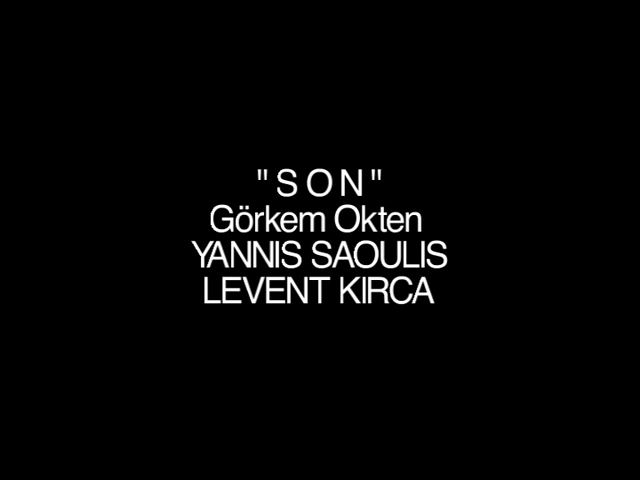 "S O N"
Görkem Okten
YANNIS SAOULIS
LEVENT KIRCA